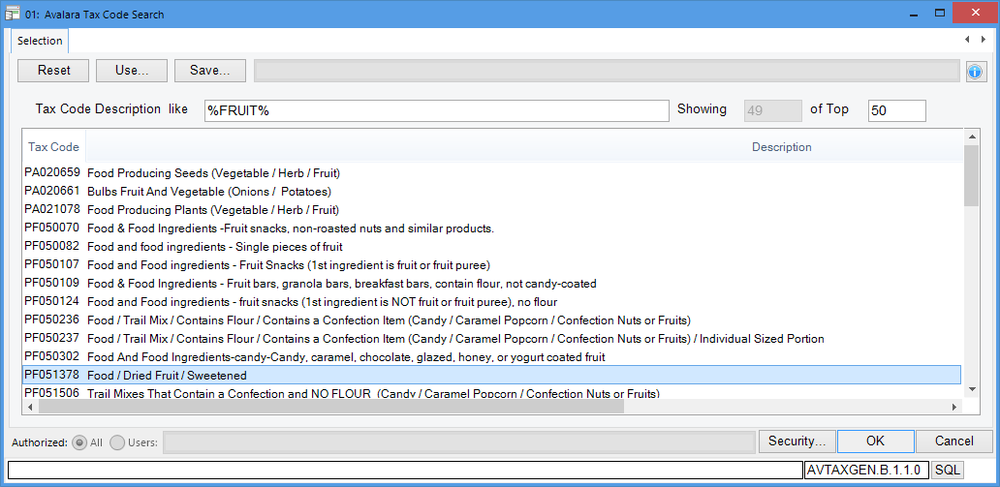 01: Avalara Tax Code Search
Selection
Reset Use... Save...
Tax Code Description like %FRUIT% Showing 49 of Top 50
Tax Code Description
PA020659 Food Producing Seeds (Vegetable / Herb / Fruit)
PA020661 Bulbs Fruit And Vegetable (Onions / Potatoes)
PA021078 Food Producing Plants (Vegetable / Herb / Fruit)
PF050070 Food & Food Ingredients -Fruit snacks, non-roasted nuts and similar products.
PF050082 Food and food ingredients - Single pieces of fruit
PF050107 Food and Food ingredients - Fruit Snacks (1st ingredient is fruit or fruit puree)
PF050109 Food & Food Ingredients - Fruit bars, granola bars, breakfast bars, contain flour, not candy-coated
PF050124 Food and Food ingredients - fruit snacks (1st ingredient is NOT fruit or fruit puree), no flour
PF050236 Food / Trail Mix / Contains Flour / Contains a Confection Item (Candy / Caramel Popcorn / Confection Nuts or Fruits)
PF050237 Food / Trail Mix / Contains Flour / Contains a Confection Item (Candy / Caramel Popcorn / Confection Nuts or Fruits) / Individual Sized Portion
PF050302 Food And Food Ingredients-candy-Candy, caramel, chocolate, glazed, honey, or yogurt coated fruit
PF051378 Food / Dried Fruit / Sweetened
PF051506 Trail Mixes That Contain a Confection and NO FLOUR (Candy / Caramel Popcorn / Confection Nuts or Fruits)
Authorized: All Users: Security... OK Cancel
AVTAXGEN.B.1.1.0 SQL